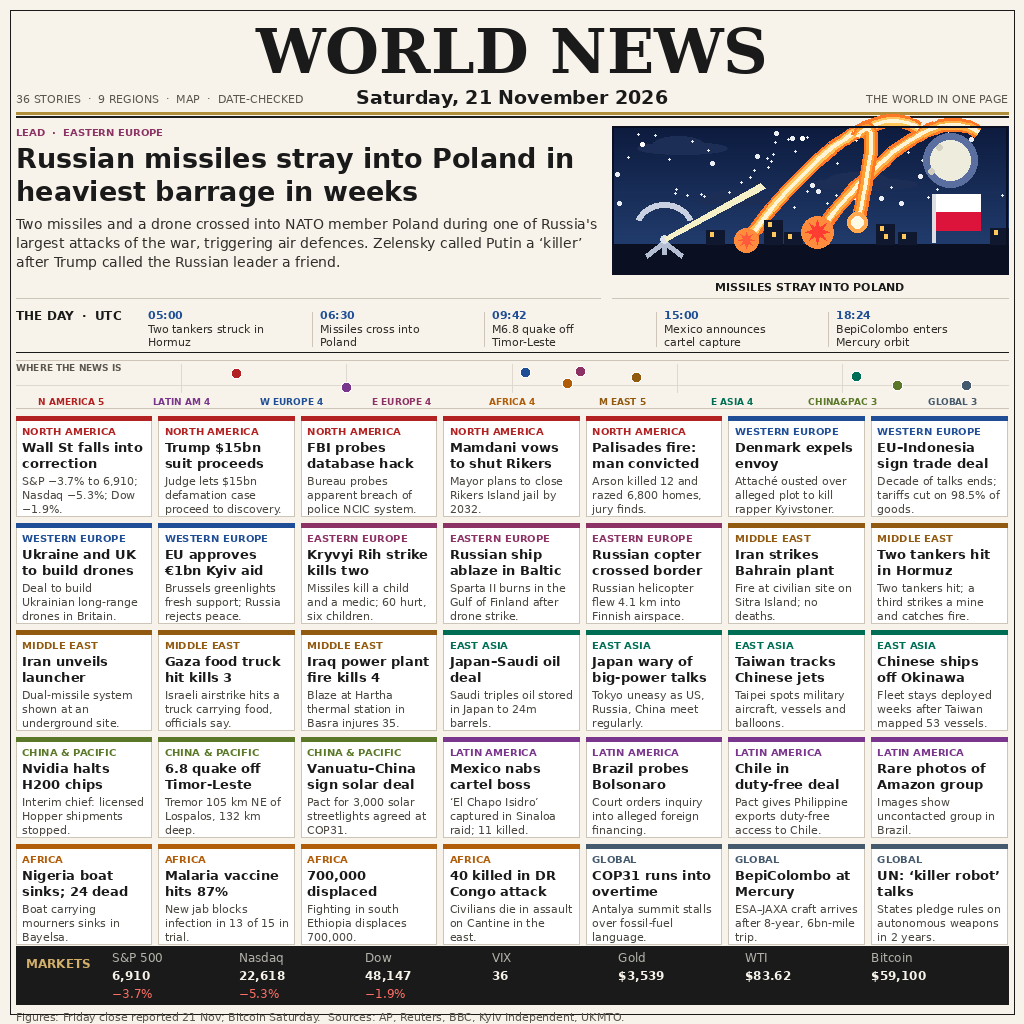 WORLD NEWS
36 STORIES · 9 REGIONS · MAP · DATE-CHECKED
Saturday, 21 November 2026
THE WORLD IN ONE PAGE
LEAD · EASTERN EUROPE
Russian missiles stray into Poland in
heaviest barrage in weeks
Two missiles and a drone crossed into NATO member Poland during one of Russia's
largest attacks of the war, triggering air defences. Zelensky called Putin a ‘killer’
after Trump called the Russian leader a friend.
MISSILES STRAY INTO POLAND
THE DAY · UTC
05:00
Two tankers struck in
Hormuz
06:30
Missiles cross into
Poland
09:42
M6.8 quake off
Timor-Leste
15:00
Mexico announces
cartel capture
18:24
BepiColombo enters
Mercury orbit
WHERE THE NEWS IS
N AMERICA 5
LATIN AM 4
W EUROPE 4
E EUROPE 4
AFRICA 4
M EAST 5
E ASIA 4
CHINA&PAC 3
GLOBAL 3
NORTH AMERICA
Wall St falls into
correction
S&P −3.7% to 6,910;
Nasdaq −5.3%; Dow
−1.9%.
NORTH AMERICA
Trump $15bn
suit proceeds
Judge lets $15bn
defamation case
proceed to discovery.
NORTH AMERICA
FBI probes
database hack
Bureau probes
apparent breach of
police NCIC system.
NORTH AMERICA
Mamdani vows
to shut Rikers
Mayor plans to close
Rikers Island jail by
2032.
NORTH AMERICA
Palisades fire:
man convicted
Arson killed 12 and
razed 6,800 homes,
jury finds.
WESTERN EUROPE
Denmark expels
envoy
Attaché ousted over
alleged plot to kill
rapper Kyivstoner.
WESTERN EUROPE
EU–Indonesia
sign trade deal
Decade of talks ends;
tariffs cut on 98.5% of
goods.
WESTERN EUROPE
Ukraine and UK
to build drones
Deal to build
Ukrainian long-range
drones in Britain.
WESTERN EUROPE
EU approves
€1bn Kyiv aid
Brussels greenlights
fresh support; Russia
rejects peace.
EASTERN EUROPE
Kryvyi Rih strike
kills two
Missiles kill a child
and a medic; 60 hurt,
six children.
EASTERN EUROPE
Russian ship
ablaze in Baltic
Sparta II burns in the
Gulf of Finland after
drone strike.
EASTERN EUROPE
Russian copter
crossed border
Russian helicopter
flew 4.1 km into
Finnish airspace.
MIDDLE EAST
Iran strikes
Bahrain plant
Fire at civilian site on
Sitra Island; no
deaths.
MIDDLE EAST
Two tankers hit
in Hormuz
Two tankers hit; a
third strikes a mine
and catches fire.
MIDDLE EAST
Iran unveils
launcher
Dual-missile system
shown at an
underground site.
MIDDLE EAST
Gaza food truck
hit kills 3
Israeli airstrike hits a
truck carrying food,
officials say.
MIDDLE EAST
Iraq power plant
fire kills 4
Blaze at Hartha
thermal station in
Basra injures 35.
EAST ASIA
Japan–Saudi oil
deal
Saudi triples oil stored
in Japan to 24m
barrels.
EAST ASIA
Japan wary of
big-power talks
Tokyo uneasy as US,
Russia, China meet
regularly.
EAST ASIA
Taiwan tracks
Chinese jets
Taipei spots military
aircraft, vessels and
balloons.
EAST ASIA
Chinese ships
off Okinawa
Fleet stays deployed
weeks after Taiwan
mapped 53 vessels.
CHINA & PACIFIC
Nvidia halts
H200 chips
Interim chief: licensed
Hopper shipments
stopped.
CHINA & PACIFIC
6.8 quake off
Timor-Leste
Tremor 105 km NE of
Lospalos, 132 km
deep.
CHINA & PACIFIC
Vanuatu–China
sign solar deal
Pact for 3,000 solar
streetlights agreed at
COP31.
LATIN AMERICA
Mexico nabs
cartel boss
‘El Chapo Isidro’
captured in Sinaloa
raid; 11 killed.
LATIN AMERICA
Brazil probes
Bolsonaro
Court orders inquiry
into alleged foreign
financing.
LATIN AMERICA
Chile in
duty-free deal
Pact gives Philippine
exports duty-free
access to Chile.
LATIN AMERICA
Rare photos of
Amazon group
Images show
uncontacted group in
Brazil.
AFRICA
Nigeria boat
sinks; 24 dead
Boat carrying
mourners sinks in
Bayelsa.
AFRICA
Malaria vaccine
hits 87%
New jab blocks
infection in 13 of 15 in
trial.
AFRICA
700,000
displaced
Fighting in south
Ethiopia displaces
700,000.
AFRICA
40 killed in DR
Congo attack
Civilians die in assault
on Cantine in the
east.
GLOBAL
COP31 runs into
overtime
Antalya summit stalls
over fossil-fuel
language.
GLOBAL
BepiColombo at
Mercury
ESA–JAXA craft arrives
after 8-year, 6bn-mile
trip.
GLOBAL
UN: ‘killer robot’
talks
States pledge rules on
autonomous weapons
in 2 years.
MARKETS
S&P 500
6,910
−3.7%
Nasdaq
22,618
−5.3%
Dow
48,147
−1.9%
VIX
36
Gold
$3,539
WTI
$83.62
Bitcoin
$59,100
Figures: Friday close reported 21 Nov; Bitcoin Saturday. Sources: AP, Reuters, BBC, Kyiv Independent, UKMTO.